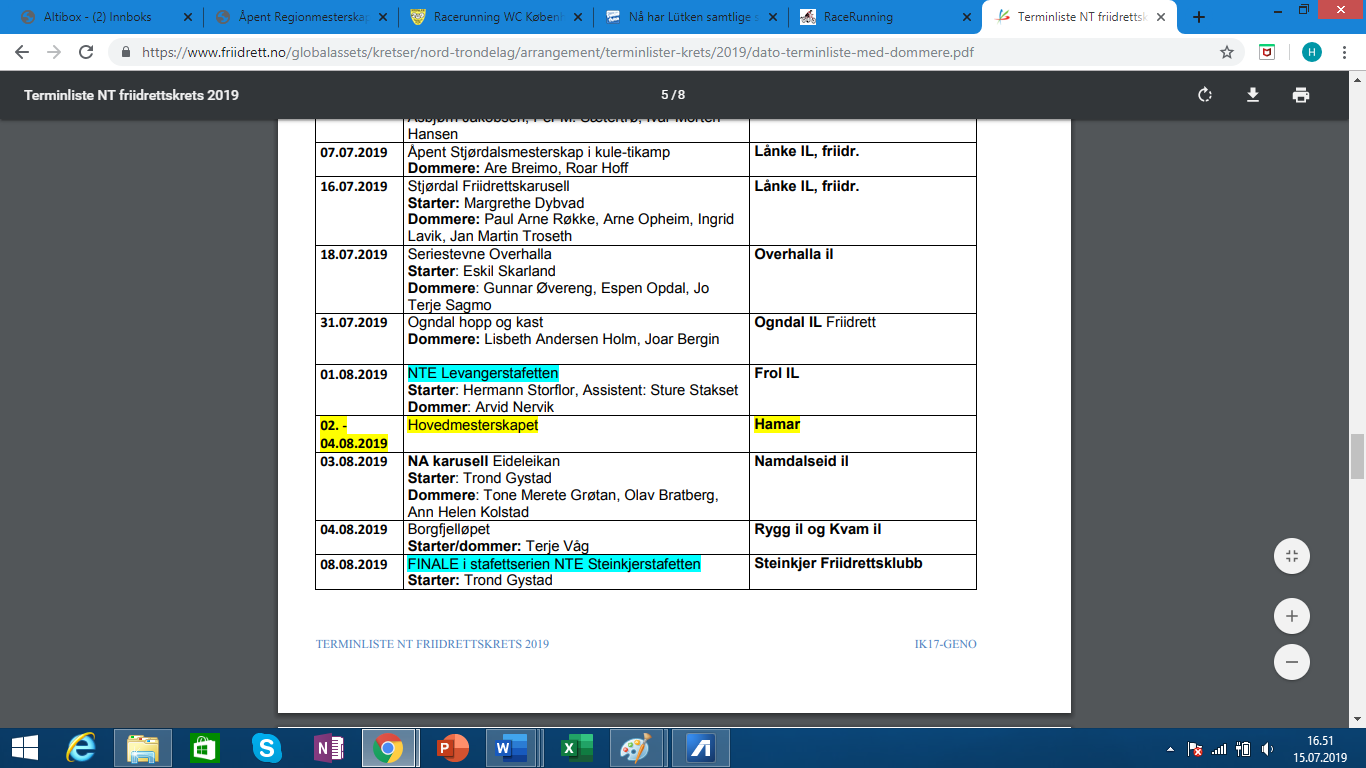 Altibox - (2) Innboks
Åpent Regionmesterska
Racerunning WC Københ
Nå har Lütken samtlige s
RaceRunning
Terminliste NT friidrettsk
https://www.friidrett.no/globalassets/kretser/nord-trondelag/arrangement/terminlister-krets/2019/dato-terminliste-med-dommere.pdf
H
Terminliste NT friidrettskrets 2019
5 / 8
Asbjørn Jakobsen, Per M. Sætertrø, Ivar Morten
Hansen
07.07.2019
Åpent Stjørdalsmesterskap i kule-tikamp
Lånke IL, friidr.
Dommere: Are Breimo, Roar Hoff
16.07.2019
Stjørdal Friidrettskarusell
Lånke IL, friidr.
Starter: Margrethe Dybvad
Dommere: Paul Arne Røkke, Arne Opheim, Ingrid
Lavik, Jan Martin Troseth
18.07.2019
Seriestevne Overhalla
Overhalla il
Starter: Eskil Skarland
Dommere: Gunnar Øvereng, Espen Opdal, Jo
Terje Sagmo
31.07.2019
Ogndal hopp og kast
Ogndal IL Friidrett
Dommere: Lisbeth Andersen Holm, Joar Bergin
01.08.2019
NTE Levangerstafetten
Frol IL
Starter: Hermann Storflor, Assistent: Sture Stakset
Dommer: Arvid Nervik
02. -
04.08.2019
Hovedmesterskapet
Hamar
03.08.2019
NA karusell Eideleikan
Namdalseid il
Starter: Trond Gystad
Dommere: Tone Merete Grøtan, Olav Bratberg,
Ann Helen Kolstad
04.08.2019
Borgfjelløpet
Rygg il og Kvam il
Starter/dommer: Terje Våg
08.08.2019
FINALE i stafettserien NTE Steinkjerstafetten
Steinkjer Friidrettsklubb
Starter: Trond Gystad
TERMINLISTE NT FRIIDRETTSKRETS 2019
IK17-GENO
16.51
15.07.2019